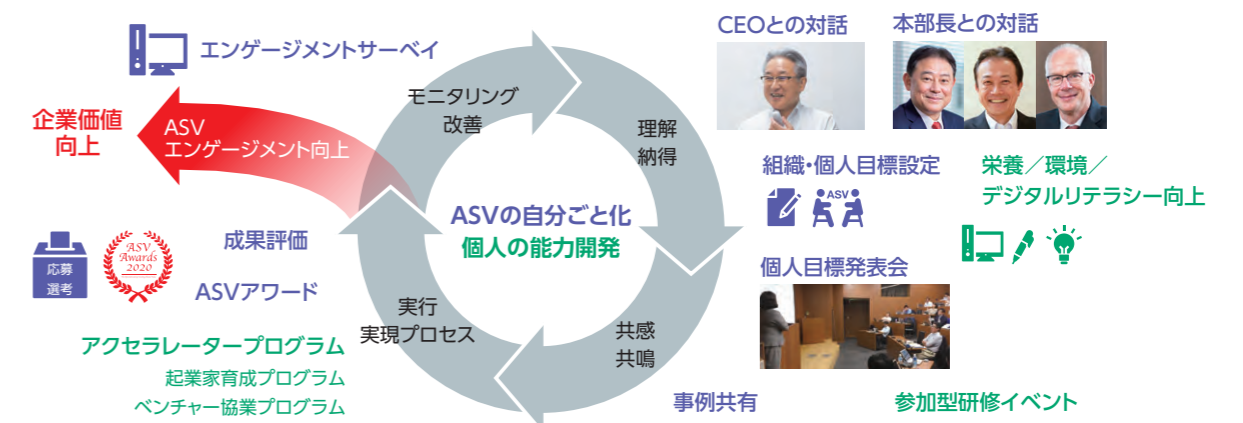 エンゲージメントサーベイ
CEOとの対話
本部長との対話
企業価値
向上
ASV
エンゲージメント向上
モニタリング
改善
理解
納得
組織・個人目標設定
ASV
栄養／環境／
デジタルリテラシー向上
ASVの自分ごと化
個人の能力開発
成果評価
ASV
Awards
2020
応募
選考
ASVアワード
個人目標発表会
実行
実現プロセス
共感
共鳴
アクセラレータープログラム
起業家育成プログラム
ベンチャー協業プログラム
事例共有
参加型研修イベント